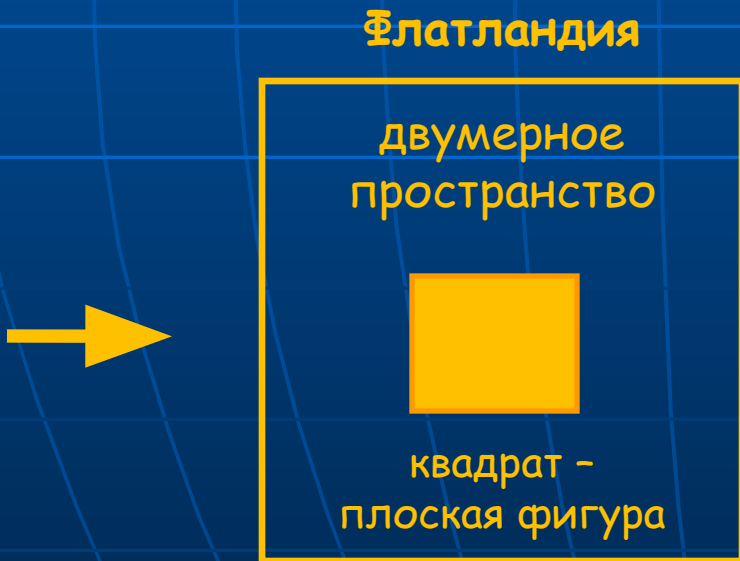 Флатландия
двумерное
пространство
квадрат –
плоская фигура